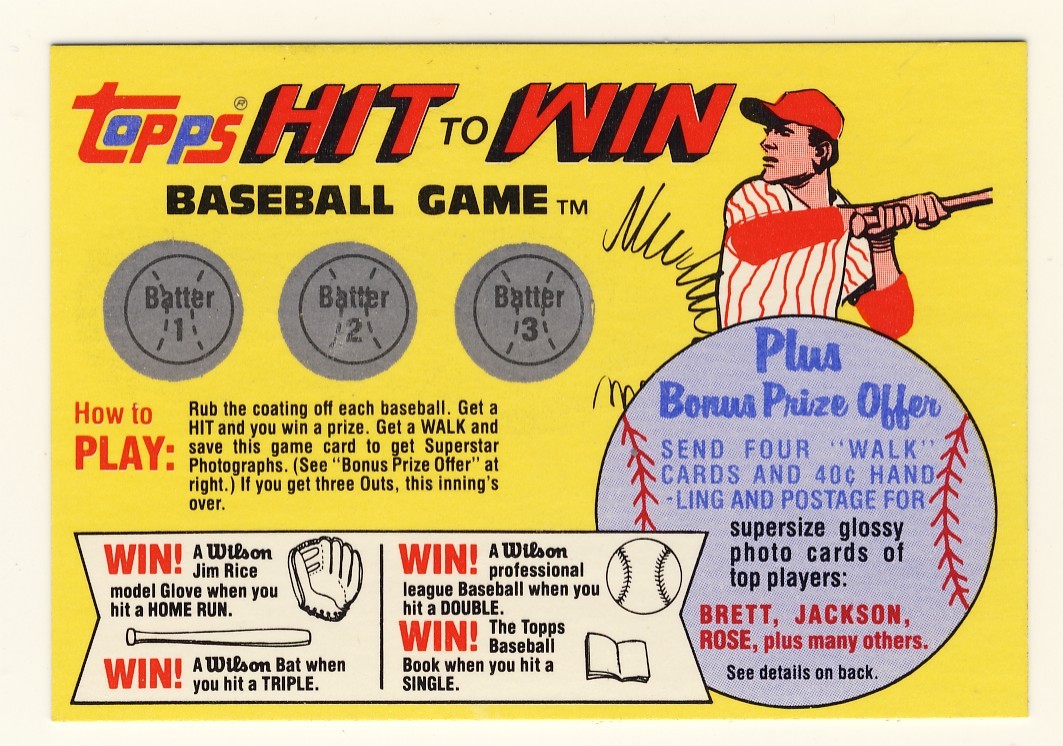 TOPPS® HIT TO WIN
BASEBALL GAME TM
Batter
1
Batter
2
Batter
3
How to
PLAY:
Rub the coating off each baseball. Get a
HIT and you win a prize. Get a WALK and
save this game card to get Superstar
Photographs. (See "Bonus Prize Offer" at
right.) If you get three Outs, this inning's
over.
Plus
Bonus Prize Offer
SEND FOUR "WALK"
CARDS AND 40¢ HAND
-LING AND POSTAGE FOR
supersize glossy
photo cards of
top players:
BRETT, JACKSON,
ROSE, plus many others.
See details on back.
WIN! A Wilson
Jim Rice
model Glove when you
hit a HOME RUN.
WIN! A Wilson Bat when
you hit a TRIPLE.
WIN! A Wilson
professional
league Baseball when you
hit a DOUBLE.
WIN! The Topps
Baseball
Book when you hit a
SINGLE.